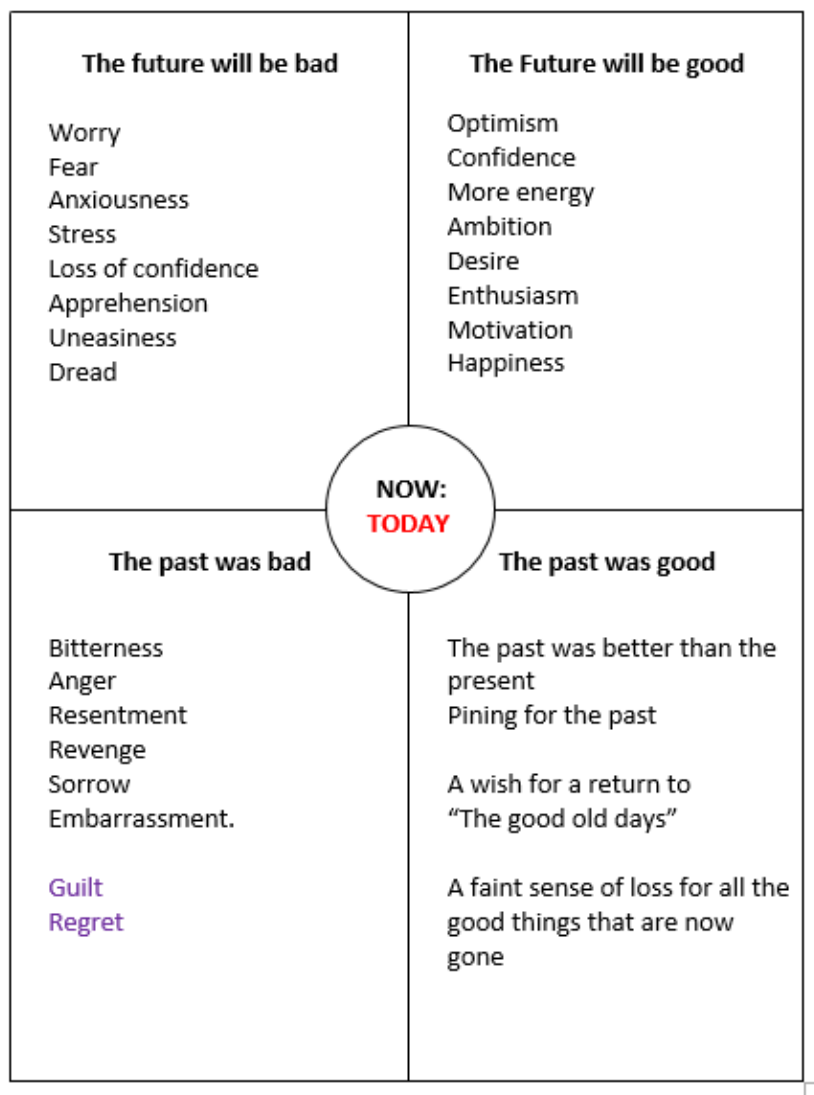 The future will be bad
Worry
Fear
Anxiousness
Stress
Loss of confidence
Apprehension
Uneasiness
Dread
The Future will be good
Optimism
Confidence
More energy
Ambition
Desire
Enthusiasm
Motivation
Happiness
NOW:
TODAY
The past was bad
Bitterness
Anger
Resentment
Revenge
Sorrow
Embarrassment.
Guilt
Regret
The past was good
The past was better than the
present
Pining for the past
A wish for a return to
“The good old days”
A faint sense of loss for all the
good things that are now
gone